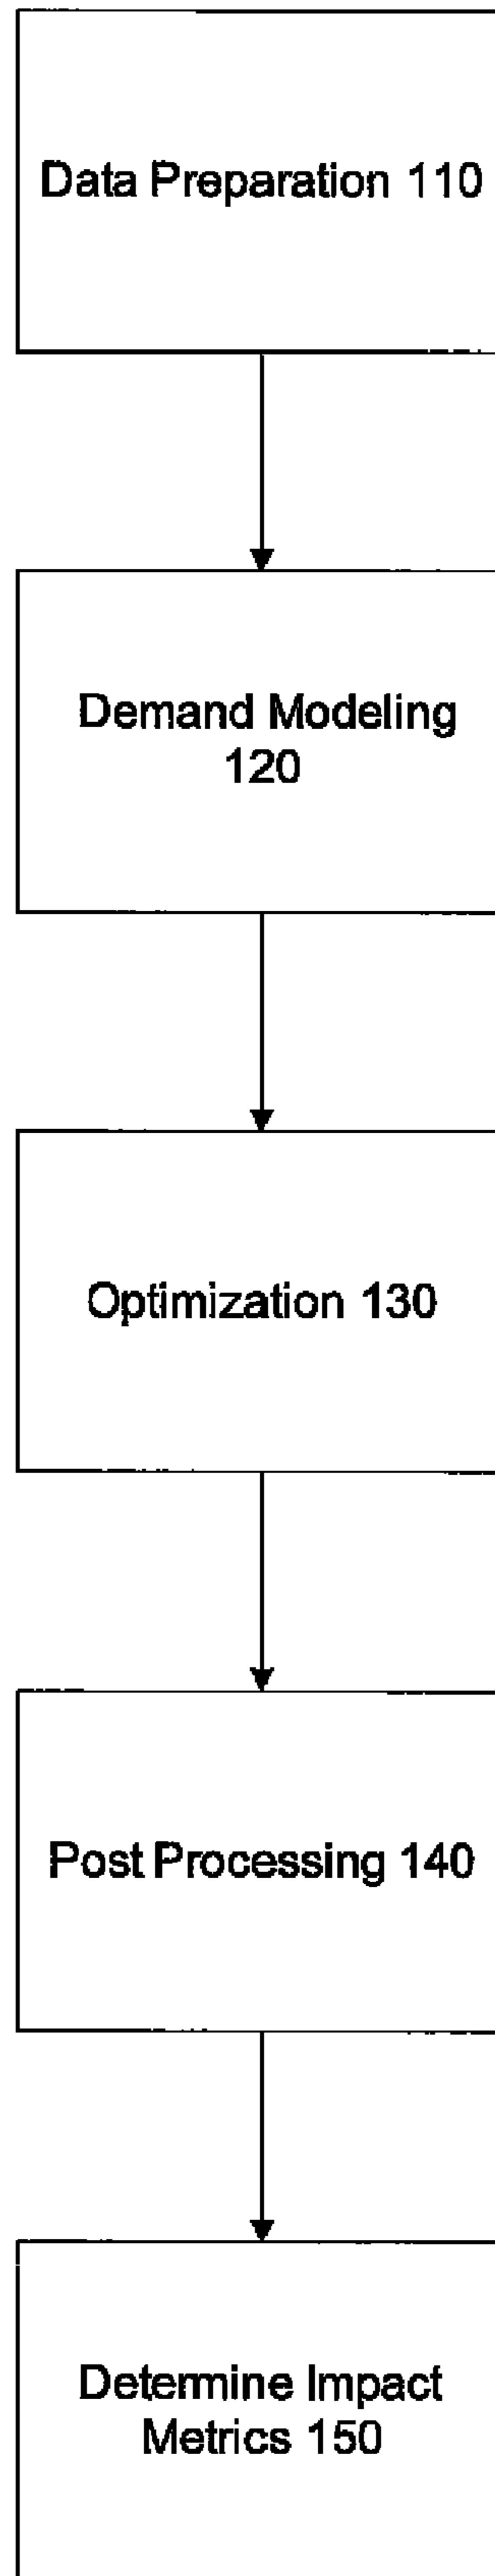 Data Preparation 110
Demand Modeling
120
Optimization 130
Post Processing 140
Determine Impact
Metrics 150